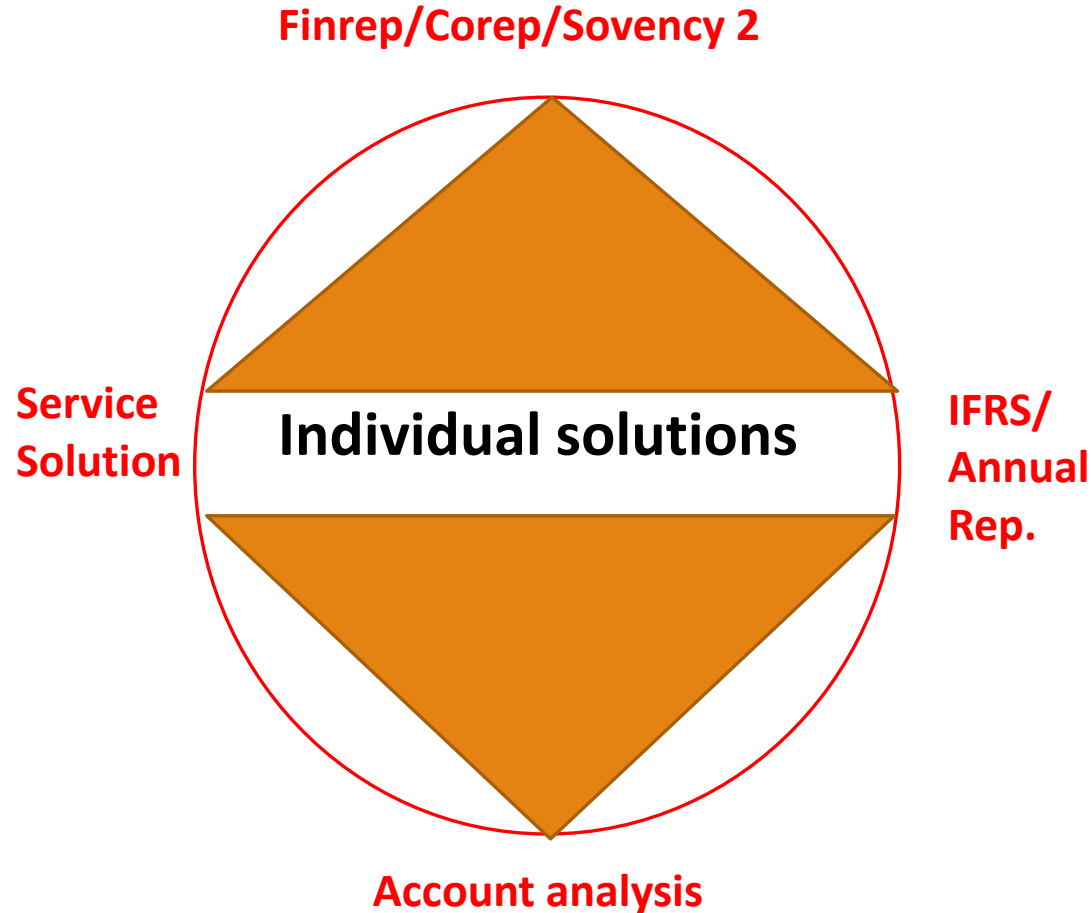 Finrep/Corep/Sovency 2
Service
Solution
Individual solutions
IFRS/
Annual
Rep.
Account analysis